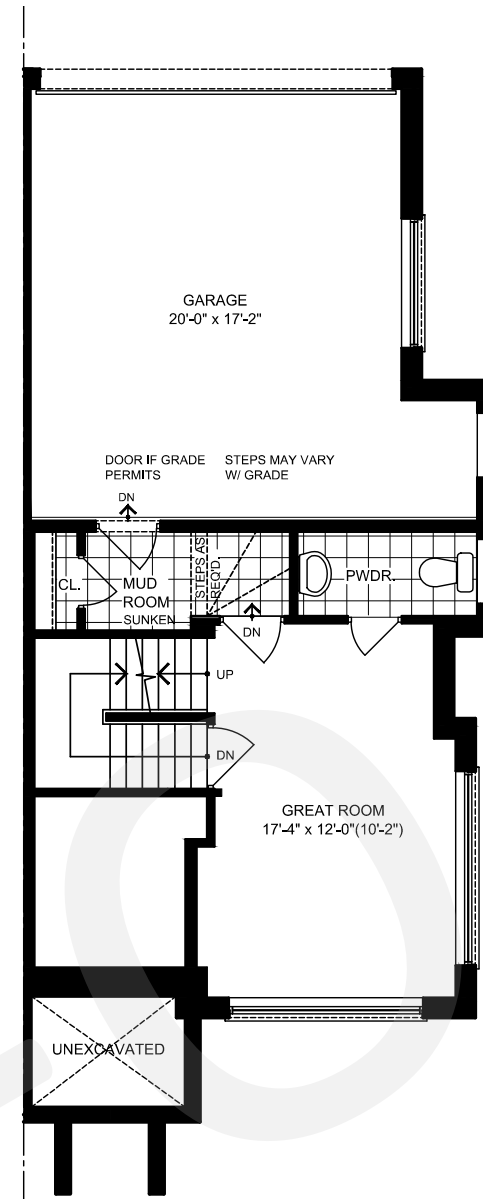 GARAGE
20'-0" x 17'-2"
DOOR IF GRADE
PERMITS
STEPS MAY VARY
W/ GRADE
DN
CL.
MUD
ROOM
SUNKEN
STEPS AS
REQ'D.
PWDR.
DN
UP
DN
GREAT ROOM
17'-4" x 12'-0"(10'-2")
UNEXCAVATED